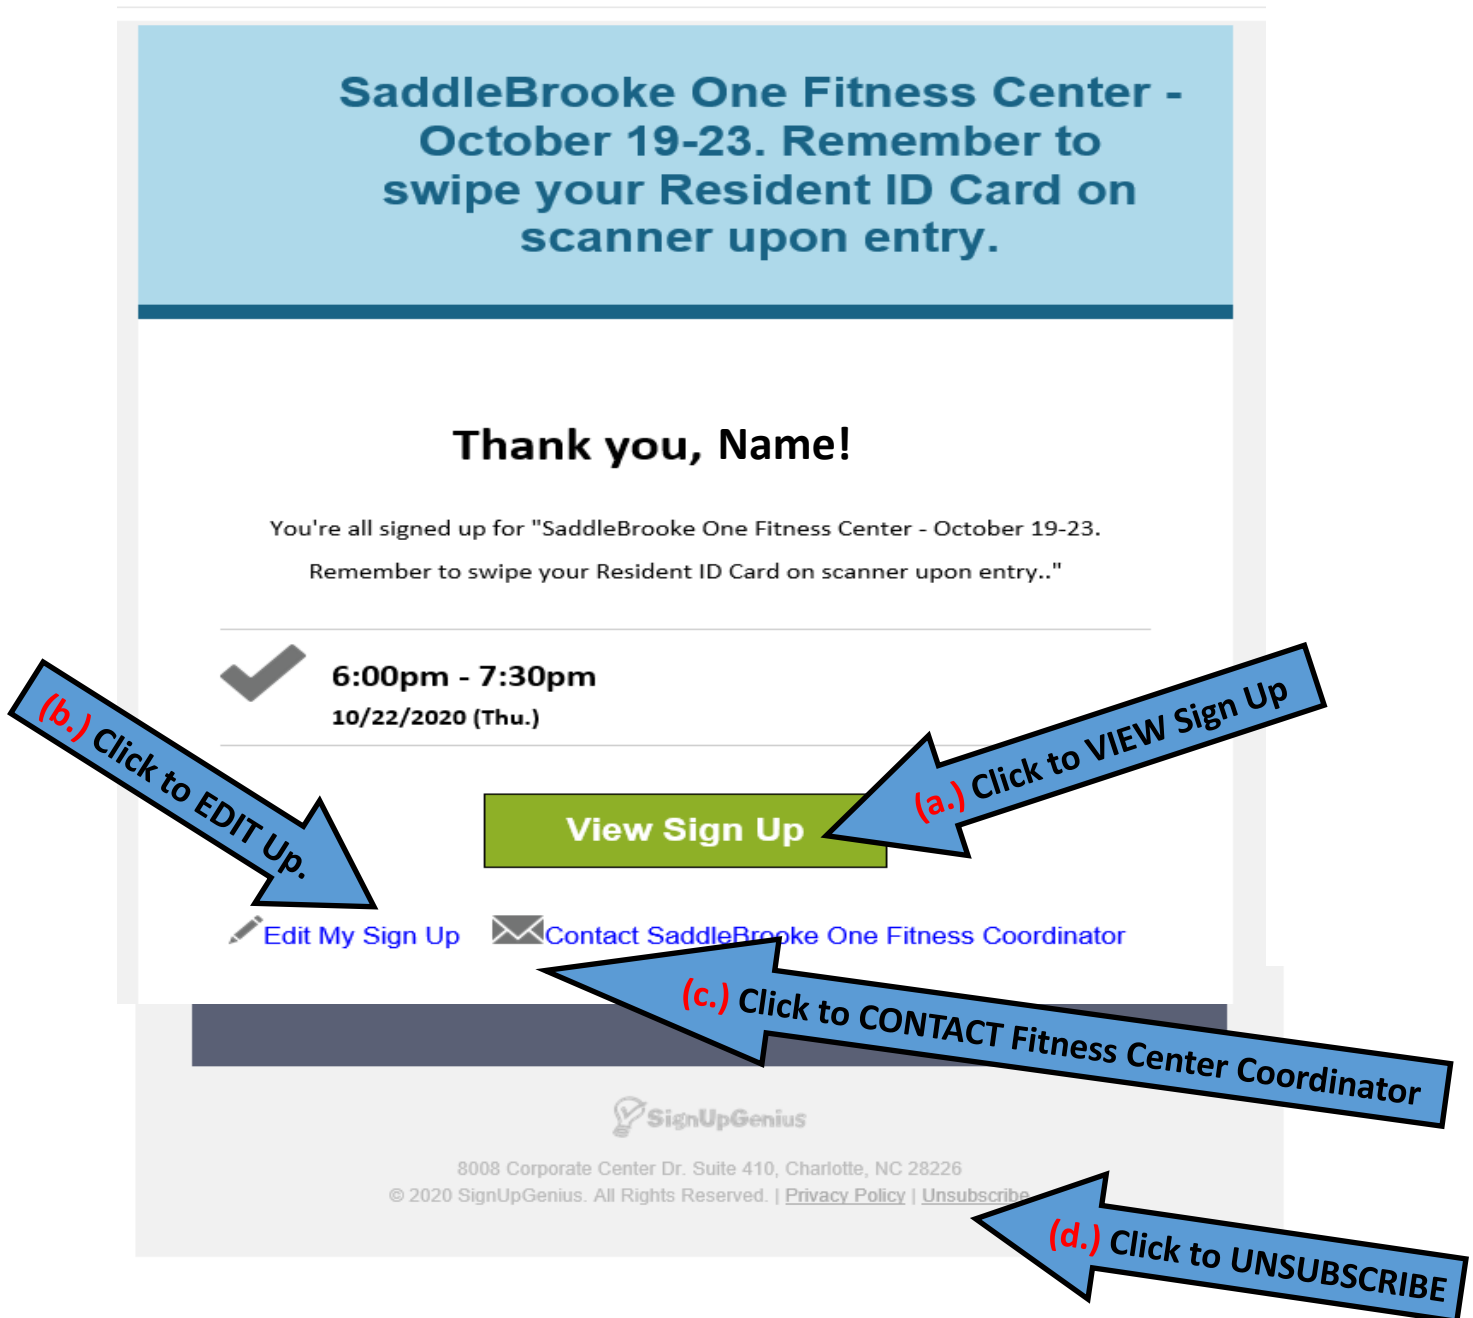 SaddleBrooke One Fitness Center -
October 19-23. Remember to
swipe your Resident ID Card on
scanner upon entry.
Thank you, Name!
You're all signed up for "SaddleBrooke One Fitness Center - October 19-23.
Remember to swipe your Resident ID Card on scanner upon entry.."
6:00pm - 7:30pm
10/22/2020 (Thu.)
(a.) Click to VIEW Sign Up
(b.) Click to EDIT Up.
View Sign Up
Edit My Sign Up
Contact SaddleBrooke One Fitness Coordinator
(c.) Click to CONTACT Fitness Center Coordinator
SignUpGenius
8008 Corporate Center Dr. Suite 410, Charlotte, NC 28226
© 2020 SignUpGenius. All Rights Reserved. | Privacy Policy | Unsubscribe
(d.) Click to UNSUBSCRIBE